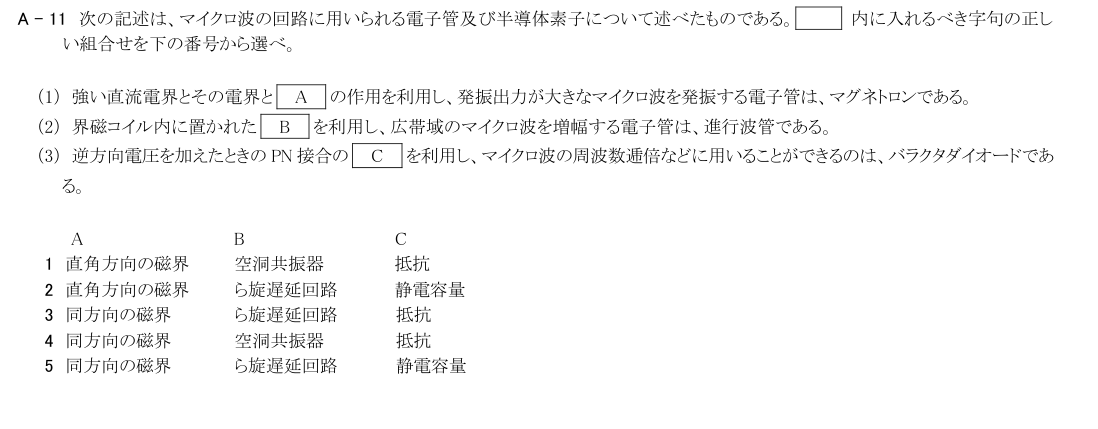 A － 11 次の記述は、マイクロ波の回路に用いられる電子管及び半導体素子について述べたものである。 内に入れるべき字句の正し
い組合せを下の番号から選べ。
(1) 強い直流電界とその電界と A の作用を利用し、発振出力が大きなマイクロ波を発振する電子管は、マグネトロンである。
(2) 界磁コイル内に置かれた B を利用し、広帯域のマイクロ波を増幅する電子管は、進行波管である。
(3) 逆方向電圧を加えたときの PN 接合の C を利用し、マイクロ波の周波数逓倍などに用いることができるのは、バラクタダイオードであ
る。
A B C
1 直角方向の磁界 空洞共振器 抵抗
2 直角方向の磁界 ら旋遅延回路 静電容量
3 同方向の磁界 ら旋遅延回路 抵抗
4 同方向の磁界 空洞共振器 抵抗
5 同方向の磁界 ら旋遅延回路 静電容量